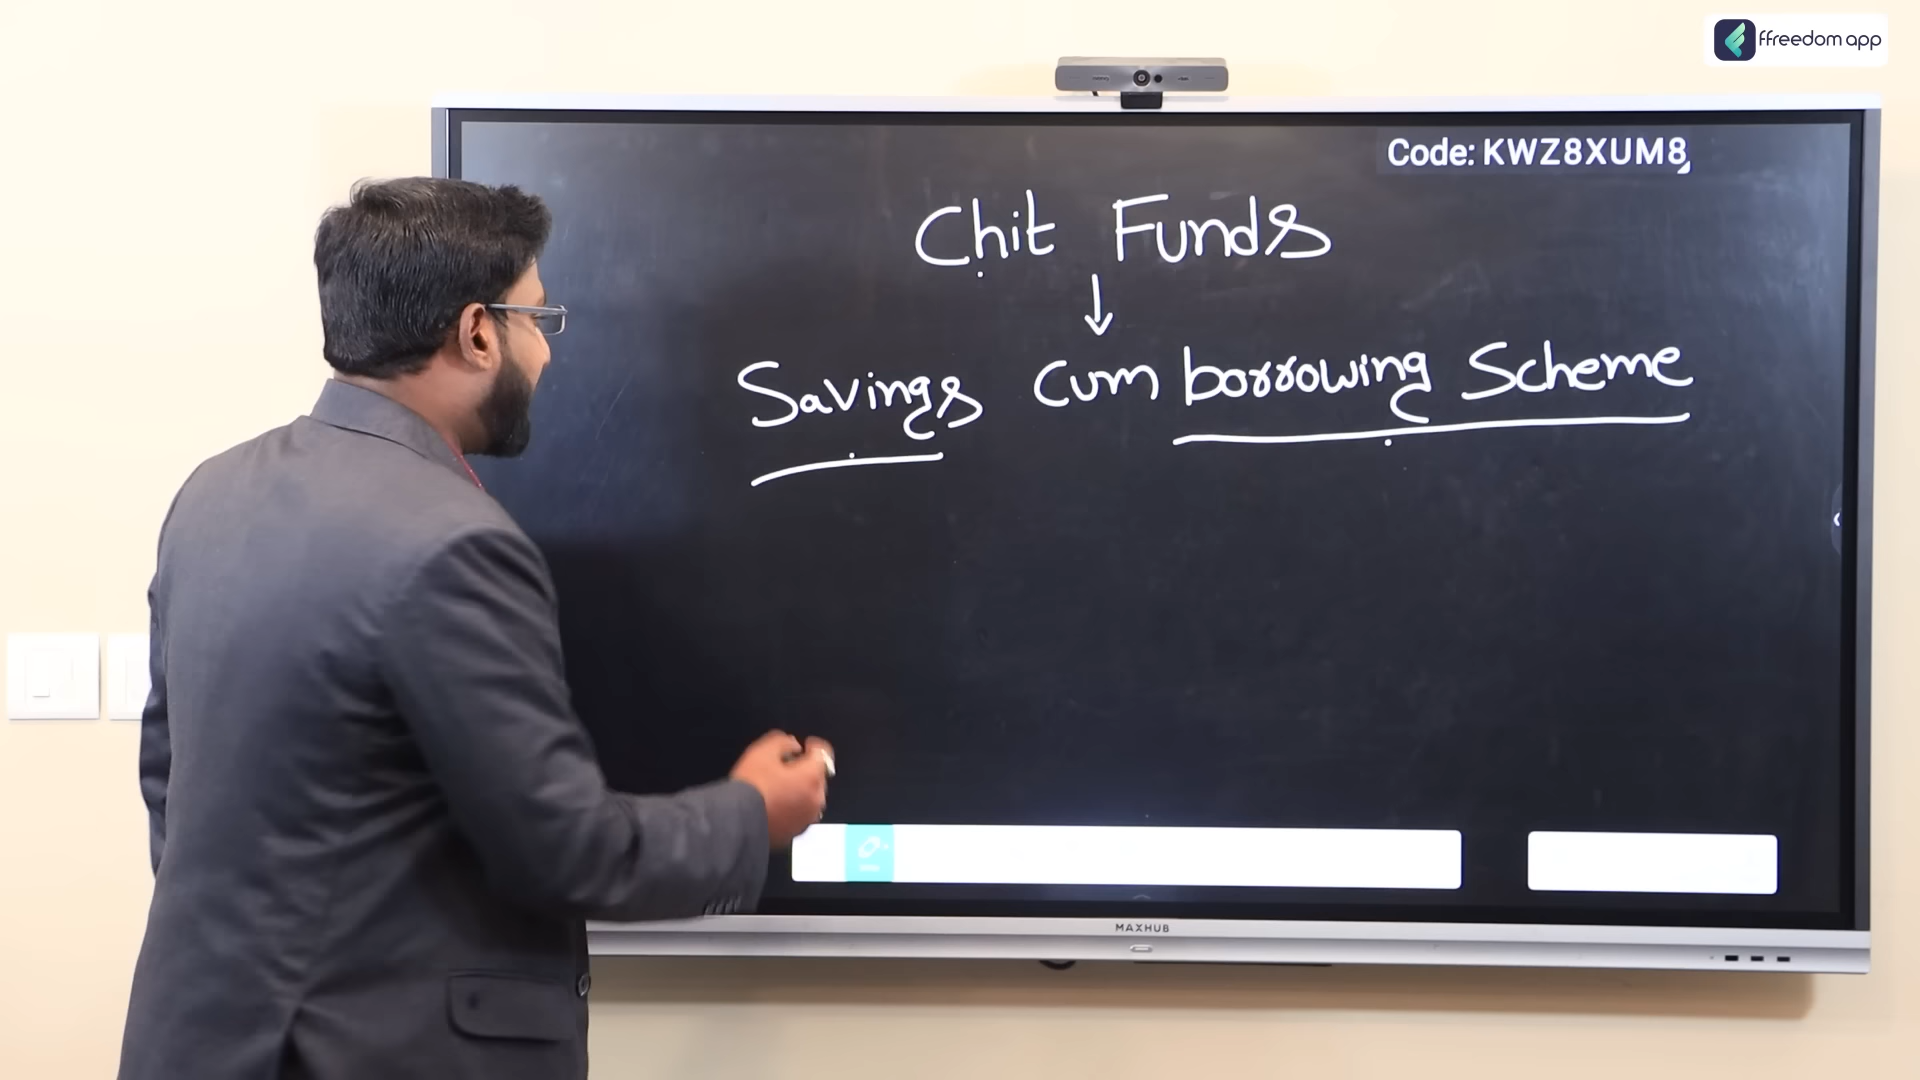 ffreedom app
Code: KWZ8XUM8
Chit Funds
Savings cum borrowing Scheme
MAXHUB